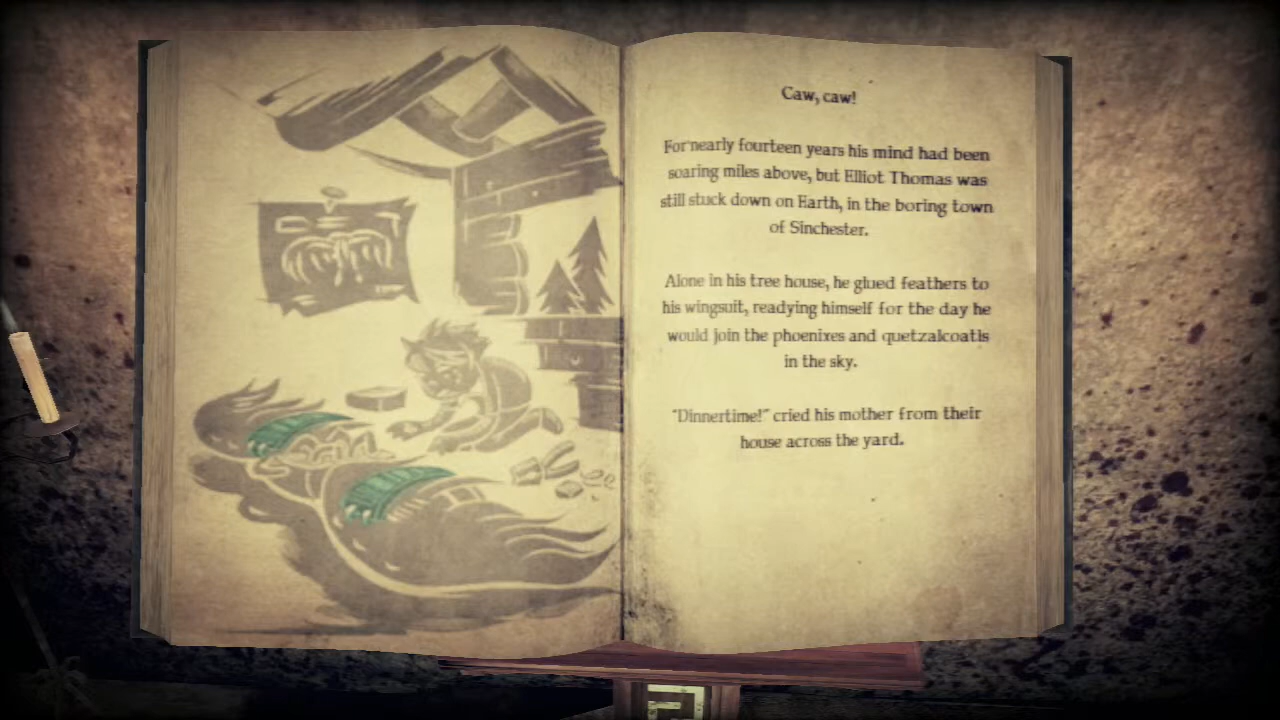 Caw, caw!
For nearly fourteen years his mind had been
soaring miles above, but Elliot Thomas was
still stuck down on Earth, in the boring town
of Sinchester.
Alone in his tree house, he glued feathers to
his wingsuit, readying himself for the day he
would join the phoenixes and quetzalcoatls
in the sky.
"Dinnertime!" cried his mother from their
house across the yard.